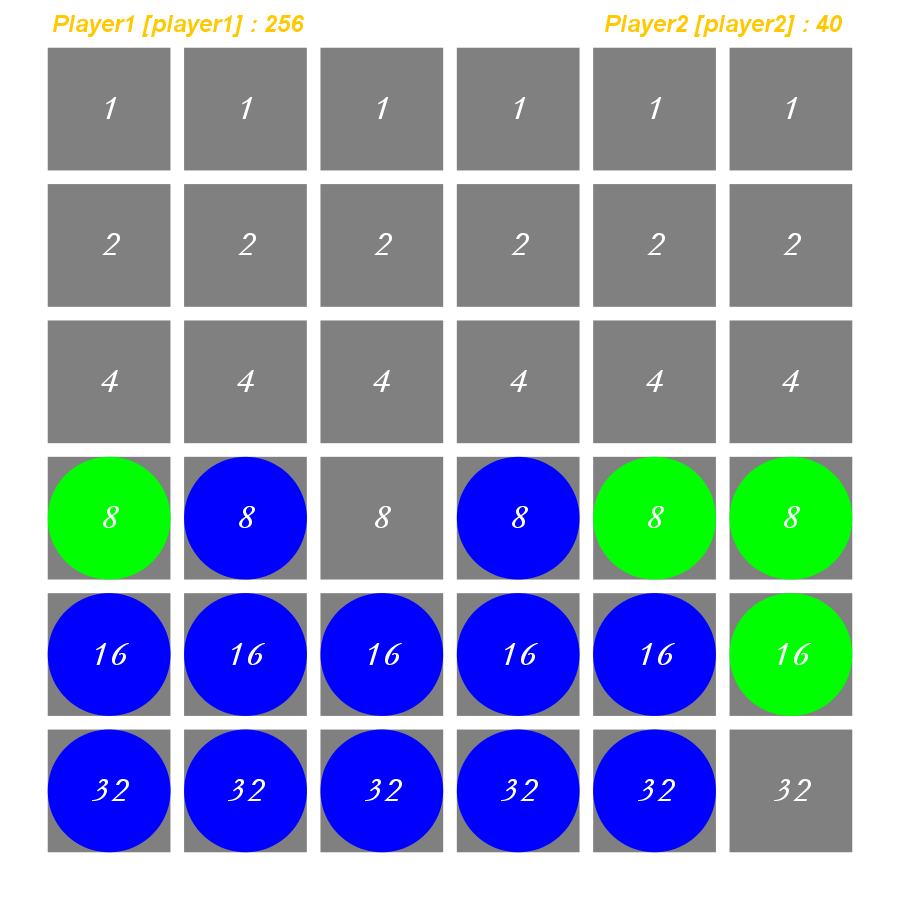 Player1 [player1] : 256 Player2 [player2] : 40
1 1 1 1 1 1
2 2 2 2 2 2
4 4 4 4 4 4
8 8 8 8 8 8
16 16 16 16 16 16
32 32 32 32 32 32